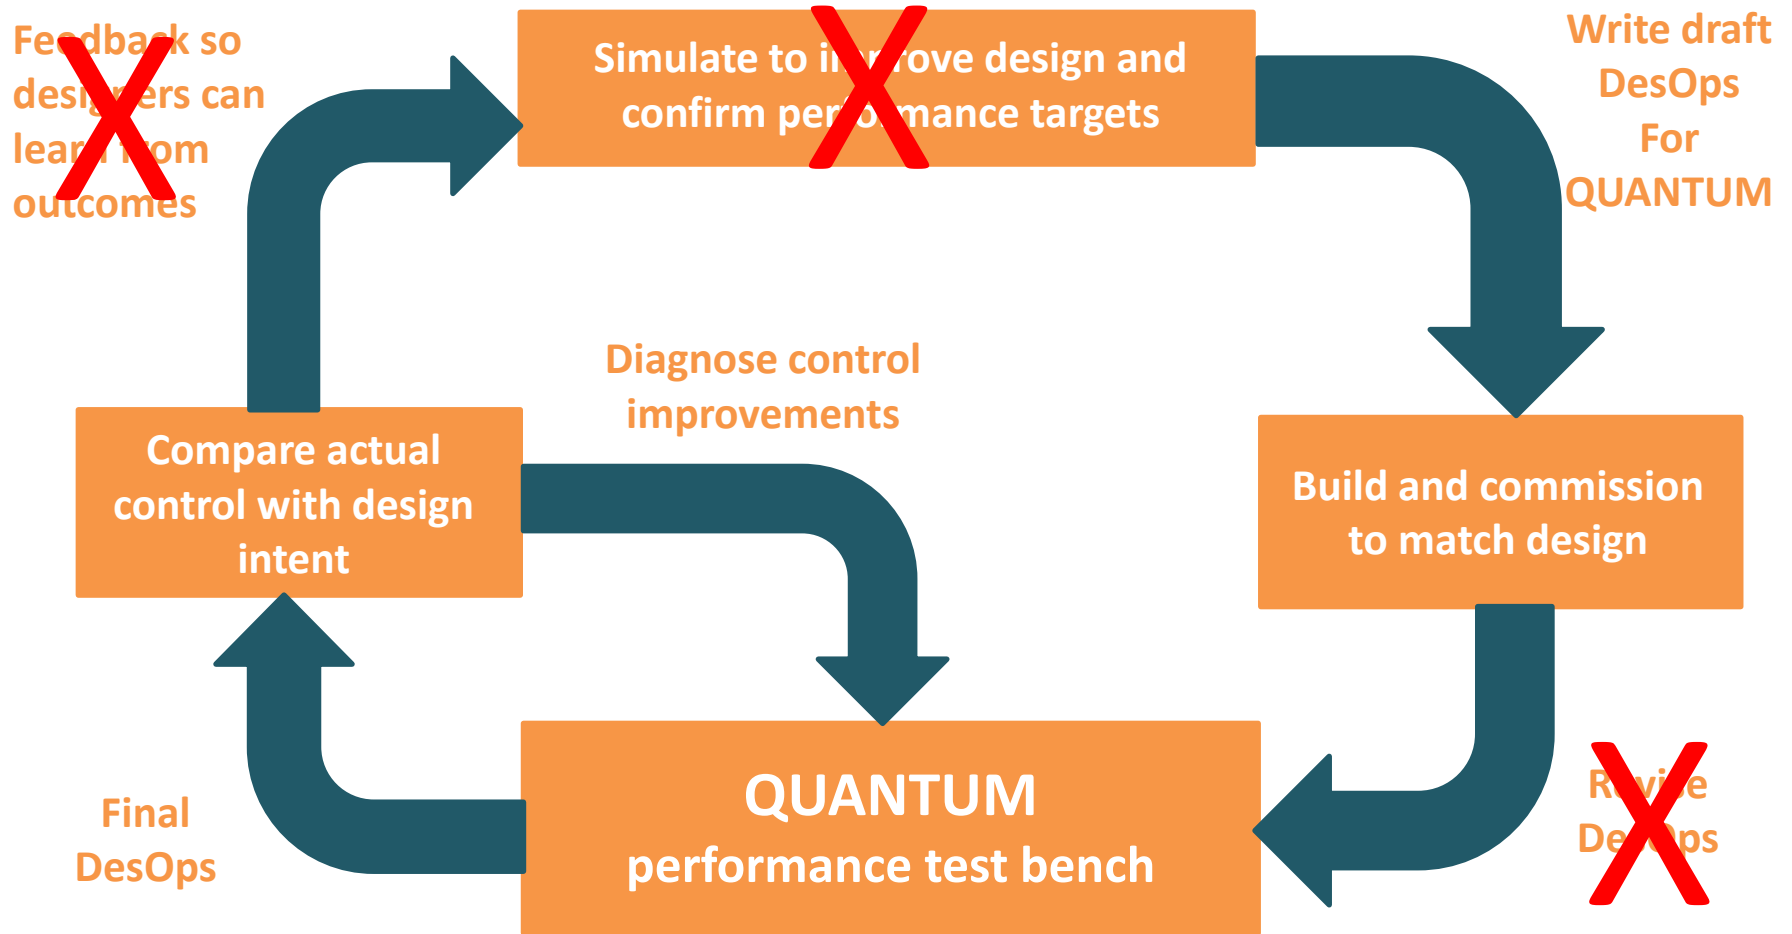 Feedback so
designers can
learn from
outcomes
X
Simulate to improve design and
confirm performance targets
X
Write draft
DesOps
For
QUANTUM
Diagnose control
improvements
Compare actual
control with design
intent
Build and commission
to match design
QUANTUM
performance test bench
Final
DesOps
Revise
DesOps
X